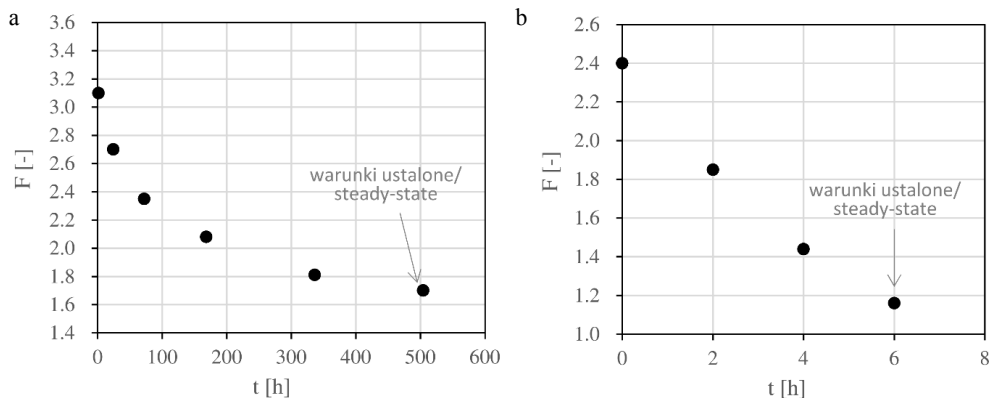 a
3.6
3.4
3.2
3.0
2.8
2.6
2.4
2.2
2.0
1.8
1.6
1.4
F [-]
warunki ustalone/
steady-state
0 100 200 300 400 500 600
t [h]
b
2.6
2.4
2.2
2.0
1.8
1.6
1.4
1.2
1.0
F [-]
warunki ustalone/
steady-state
0 2 4 6 8
t [h]